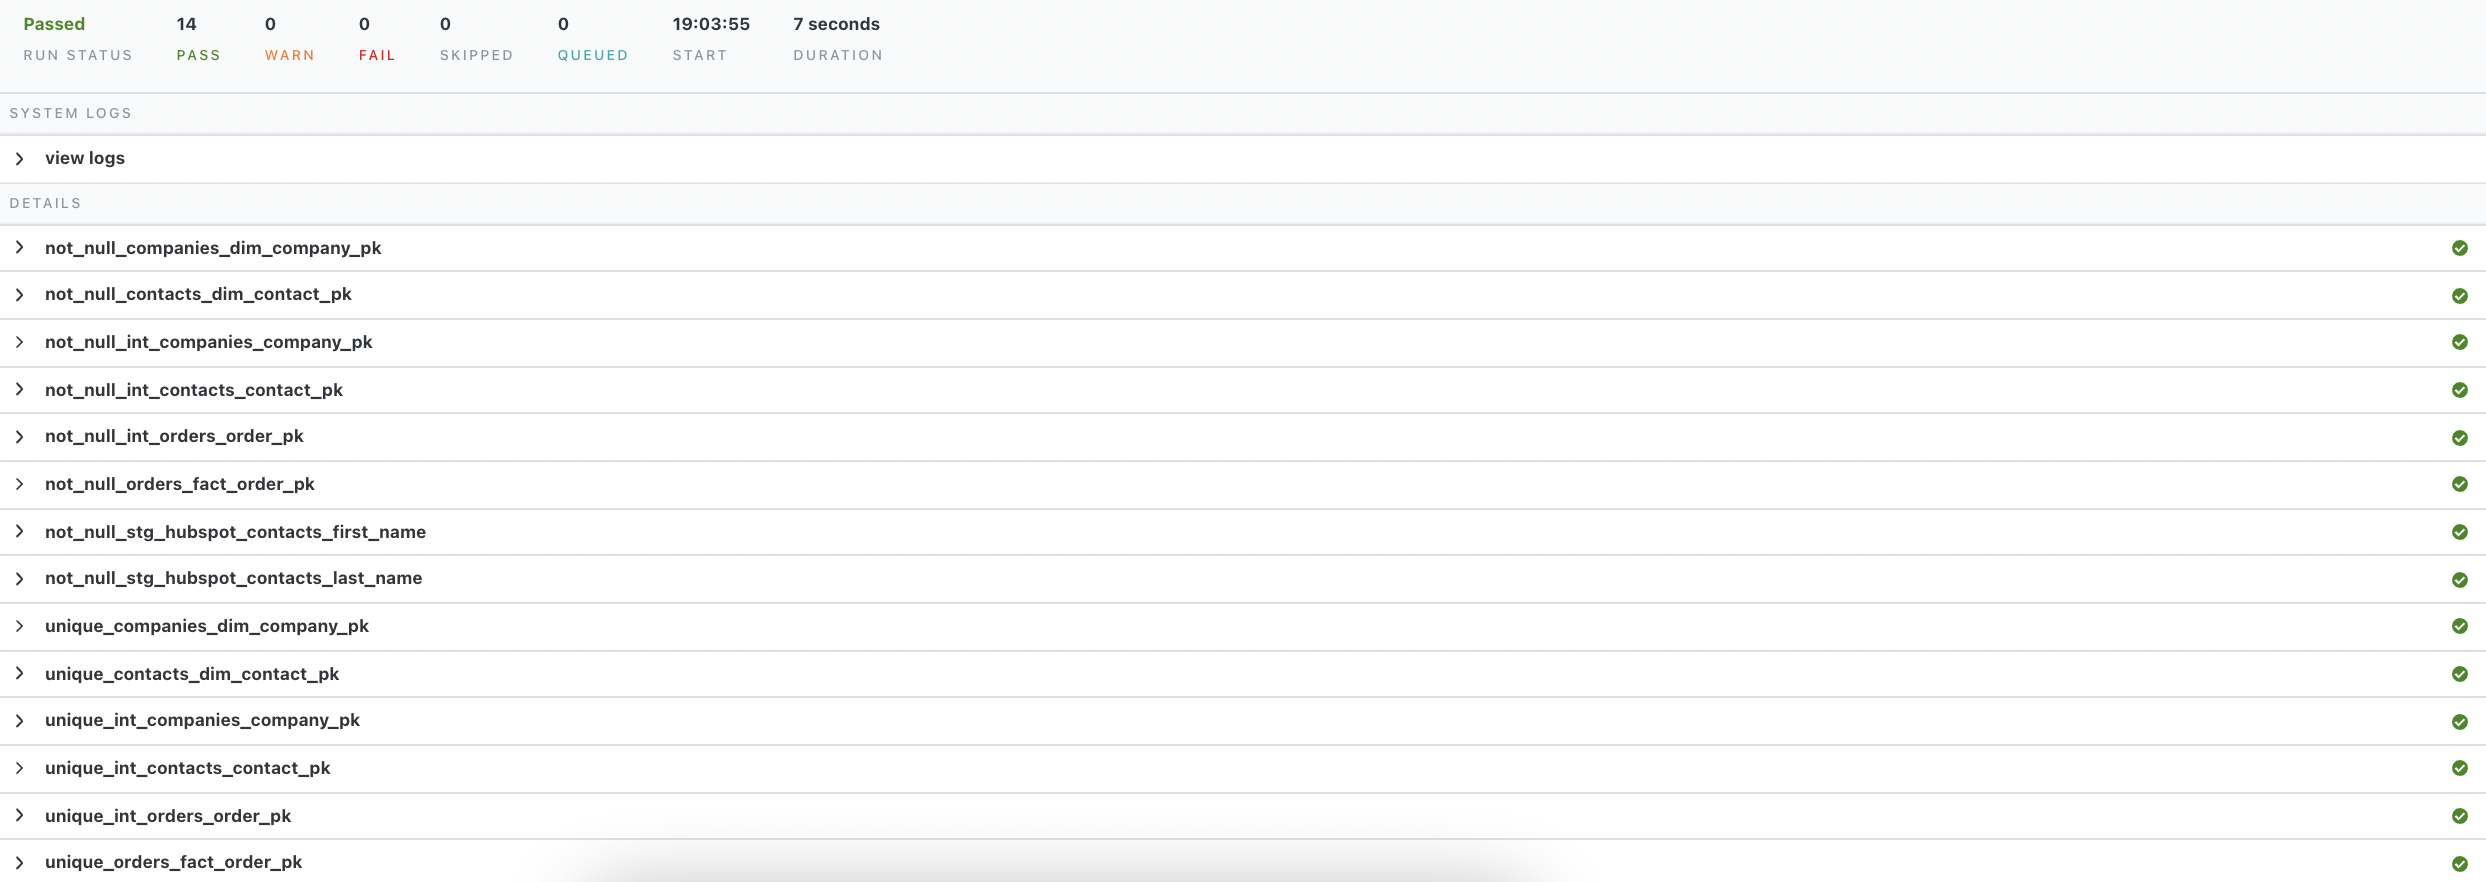 Passed 14 0 0 0 0 19:03:55 7 seconds
RUN STATUS PASS WARN FAIL SKIPPED QUEUED START DURATION
SYSTEM LOGS
view logs
DETAILS
not_null_companies_dim_company_pk
not_null_contacts_dim_contact_pk
not_null_int_companies_company_pk
not_null_int_contacts_contact_pk
not_null_int_orders_order_pk
not_null_orders_fact_order_pk
not_null_stg_hubspot_contacts_first_name
not_null_stg_hubspot_contacts_last_name
unique_companies_dim_company_pk
unique_contacts_dim_contact_pk
unique_int_companies_company_pk
unique_int_contacts_contact_pk
unique_int_orders_order_pk
unique_orders_fact_order_pk